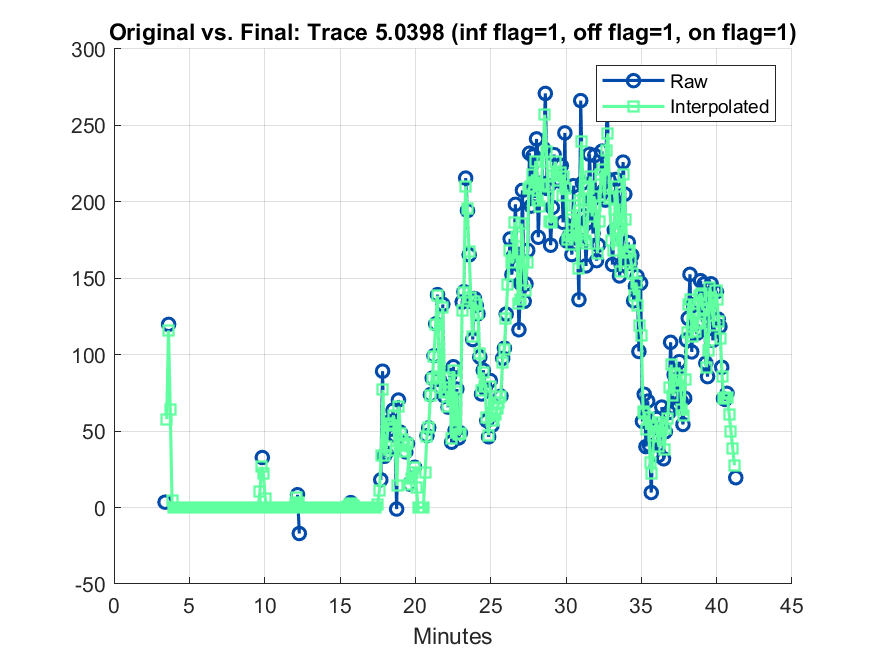 Original vs. Final: Trace 5.0398 (inf flag=1, off flag=1, on flag=1)
300
250
200
150
100
50
0
-50
Raw
Interpolated
0 5 10 15 20 25 30 35 40 45
Minutes